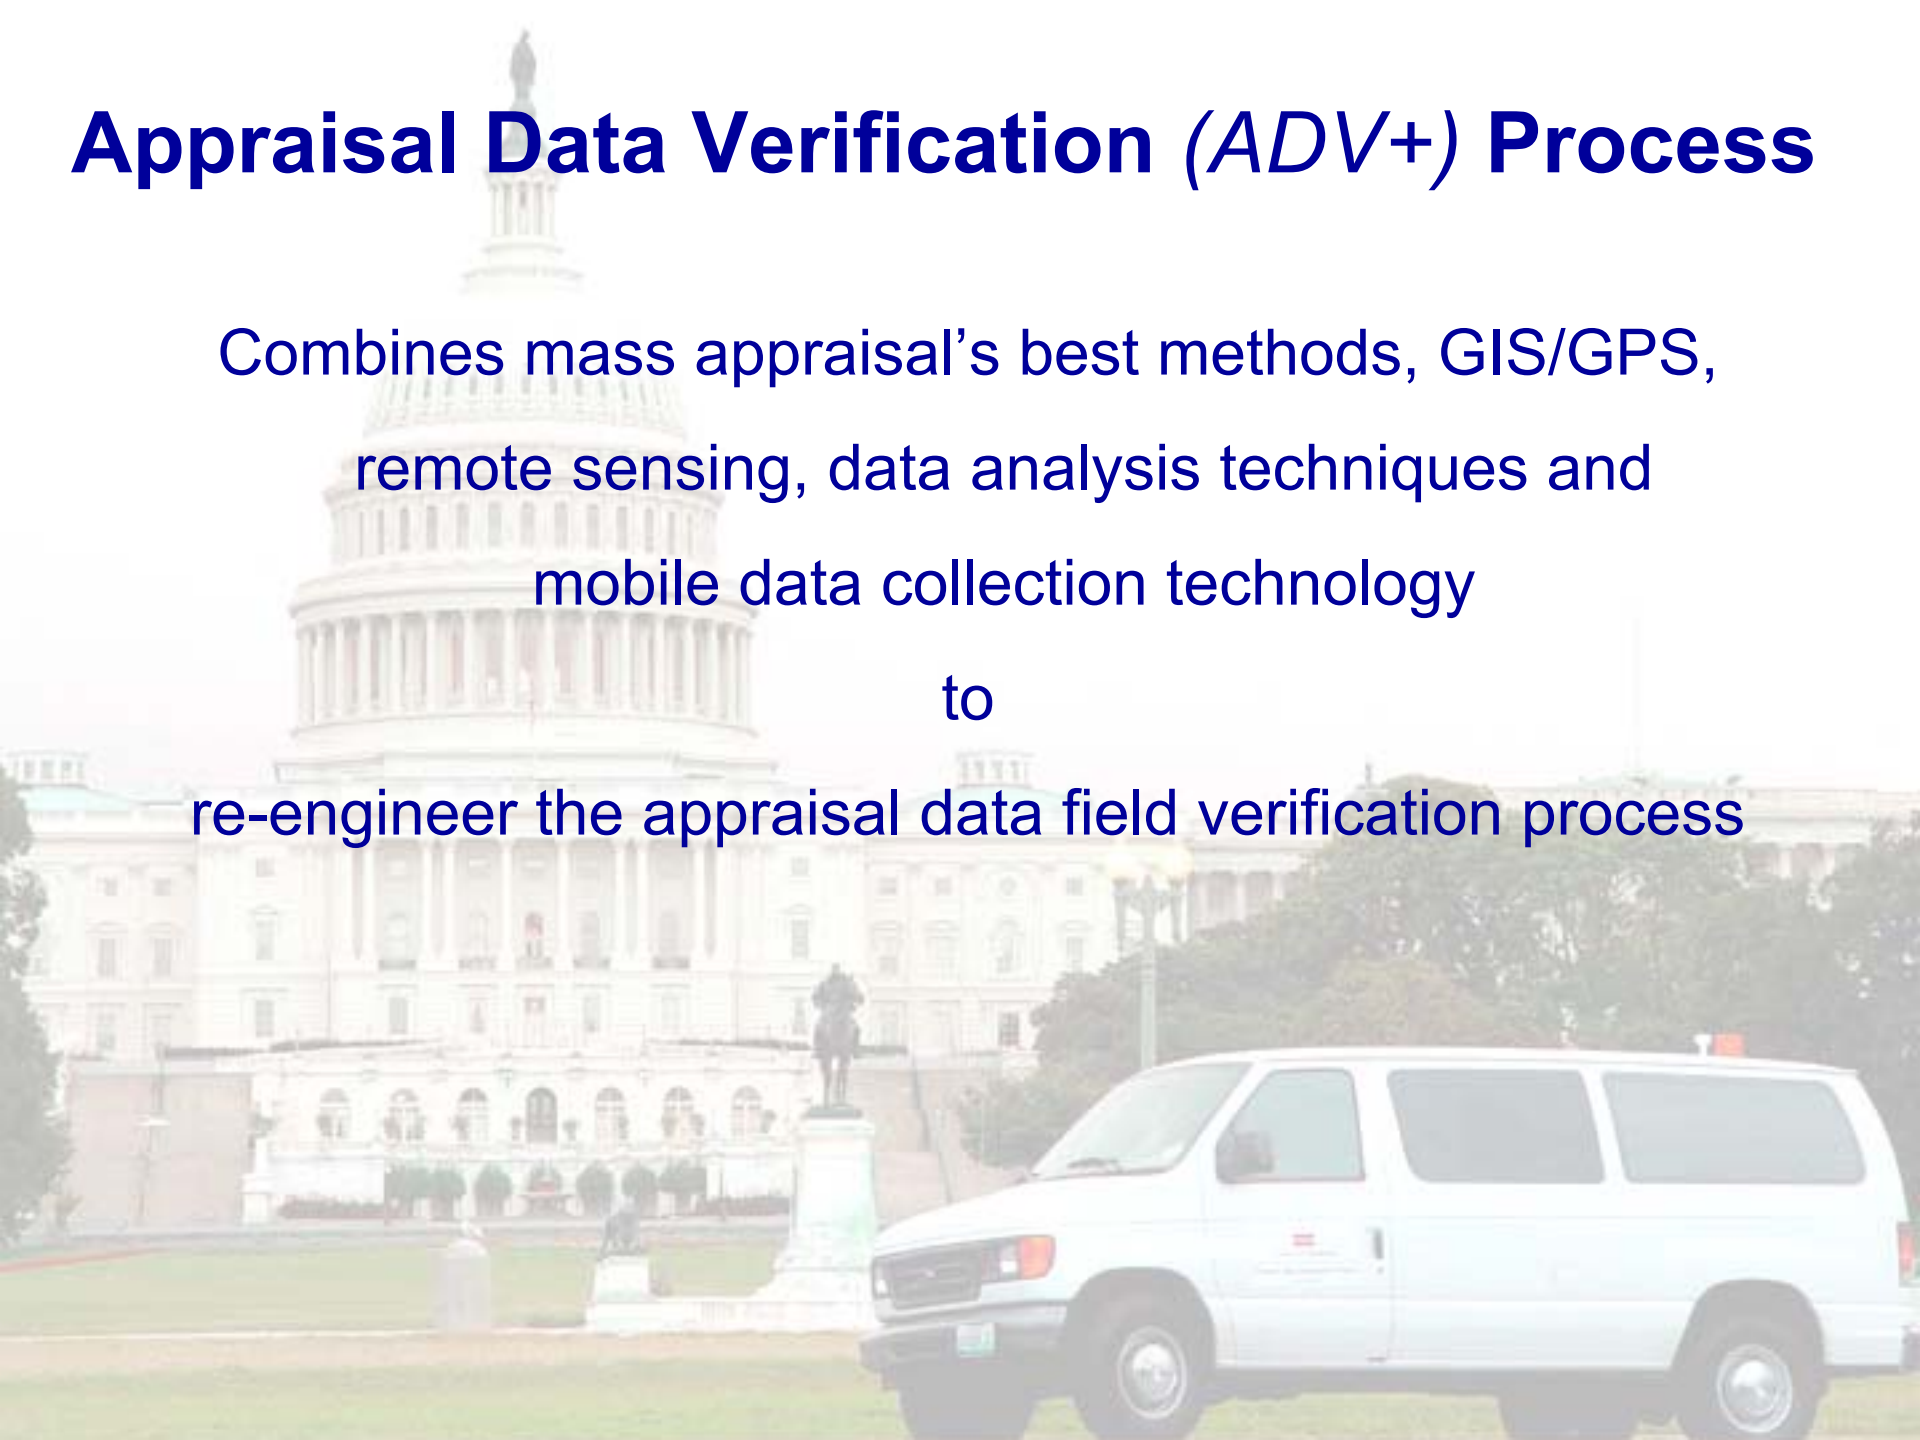 Appraisal Data Verification (ADV+) Process
Combines mass appraisal’s best methods, GIS/GPS,
remote sensing, data analysis techniques and
mobile data collection technology
to
re-engineer the appraisal data field verification process